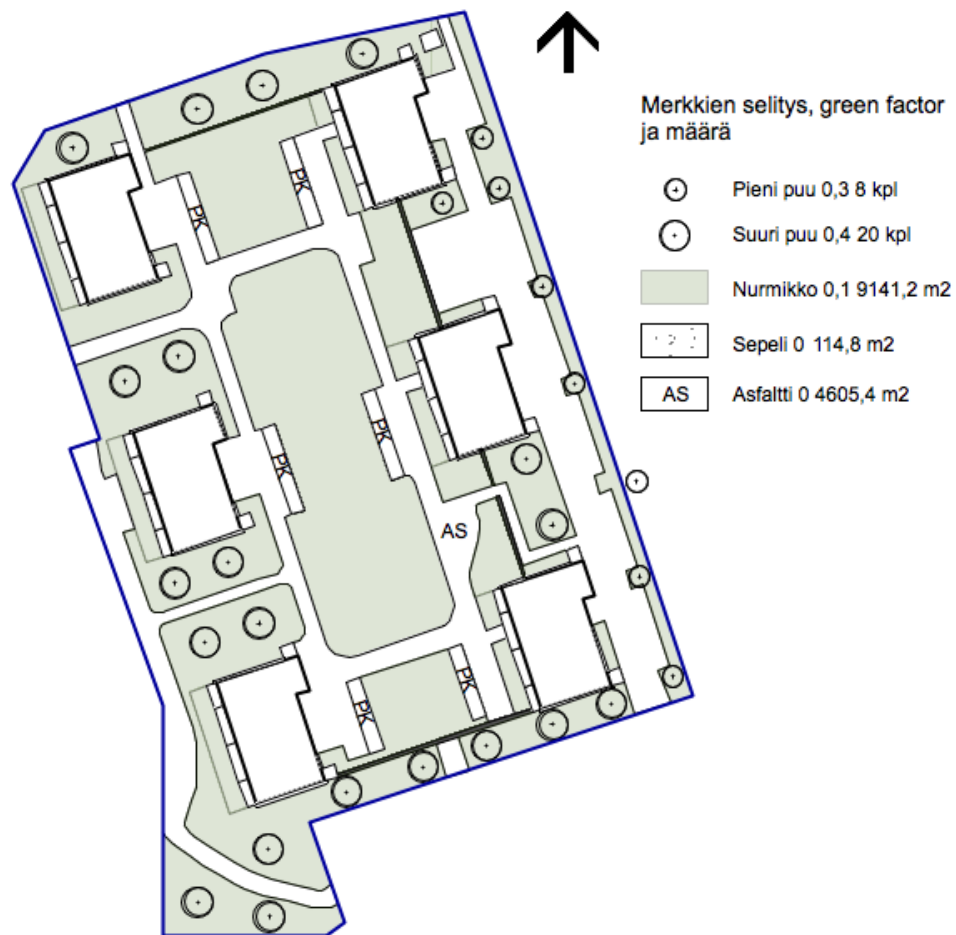 Merkkien selitys, green factor
ja määrä
Pieni puu 0,3 8 kpl
Suuri puu 0,4 20 kpl
Nurmikko 0,1 9141,2 m2
Sepeli 0 114,8 m2
AS Asfaltti 0 4605,4 m2
PK
PK
PK
PK
AS
PK
PK